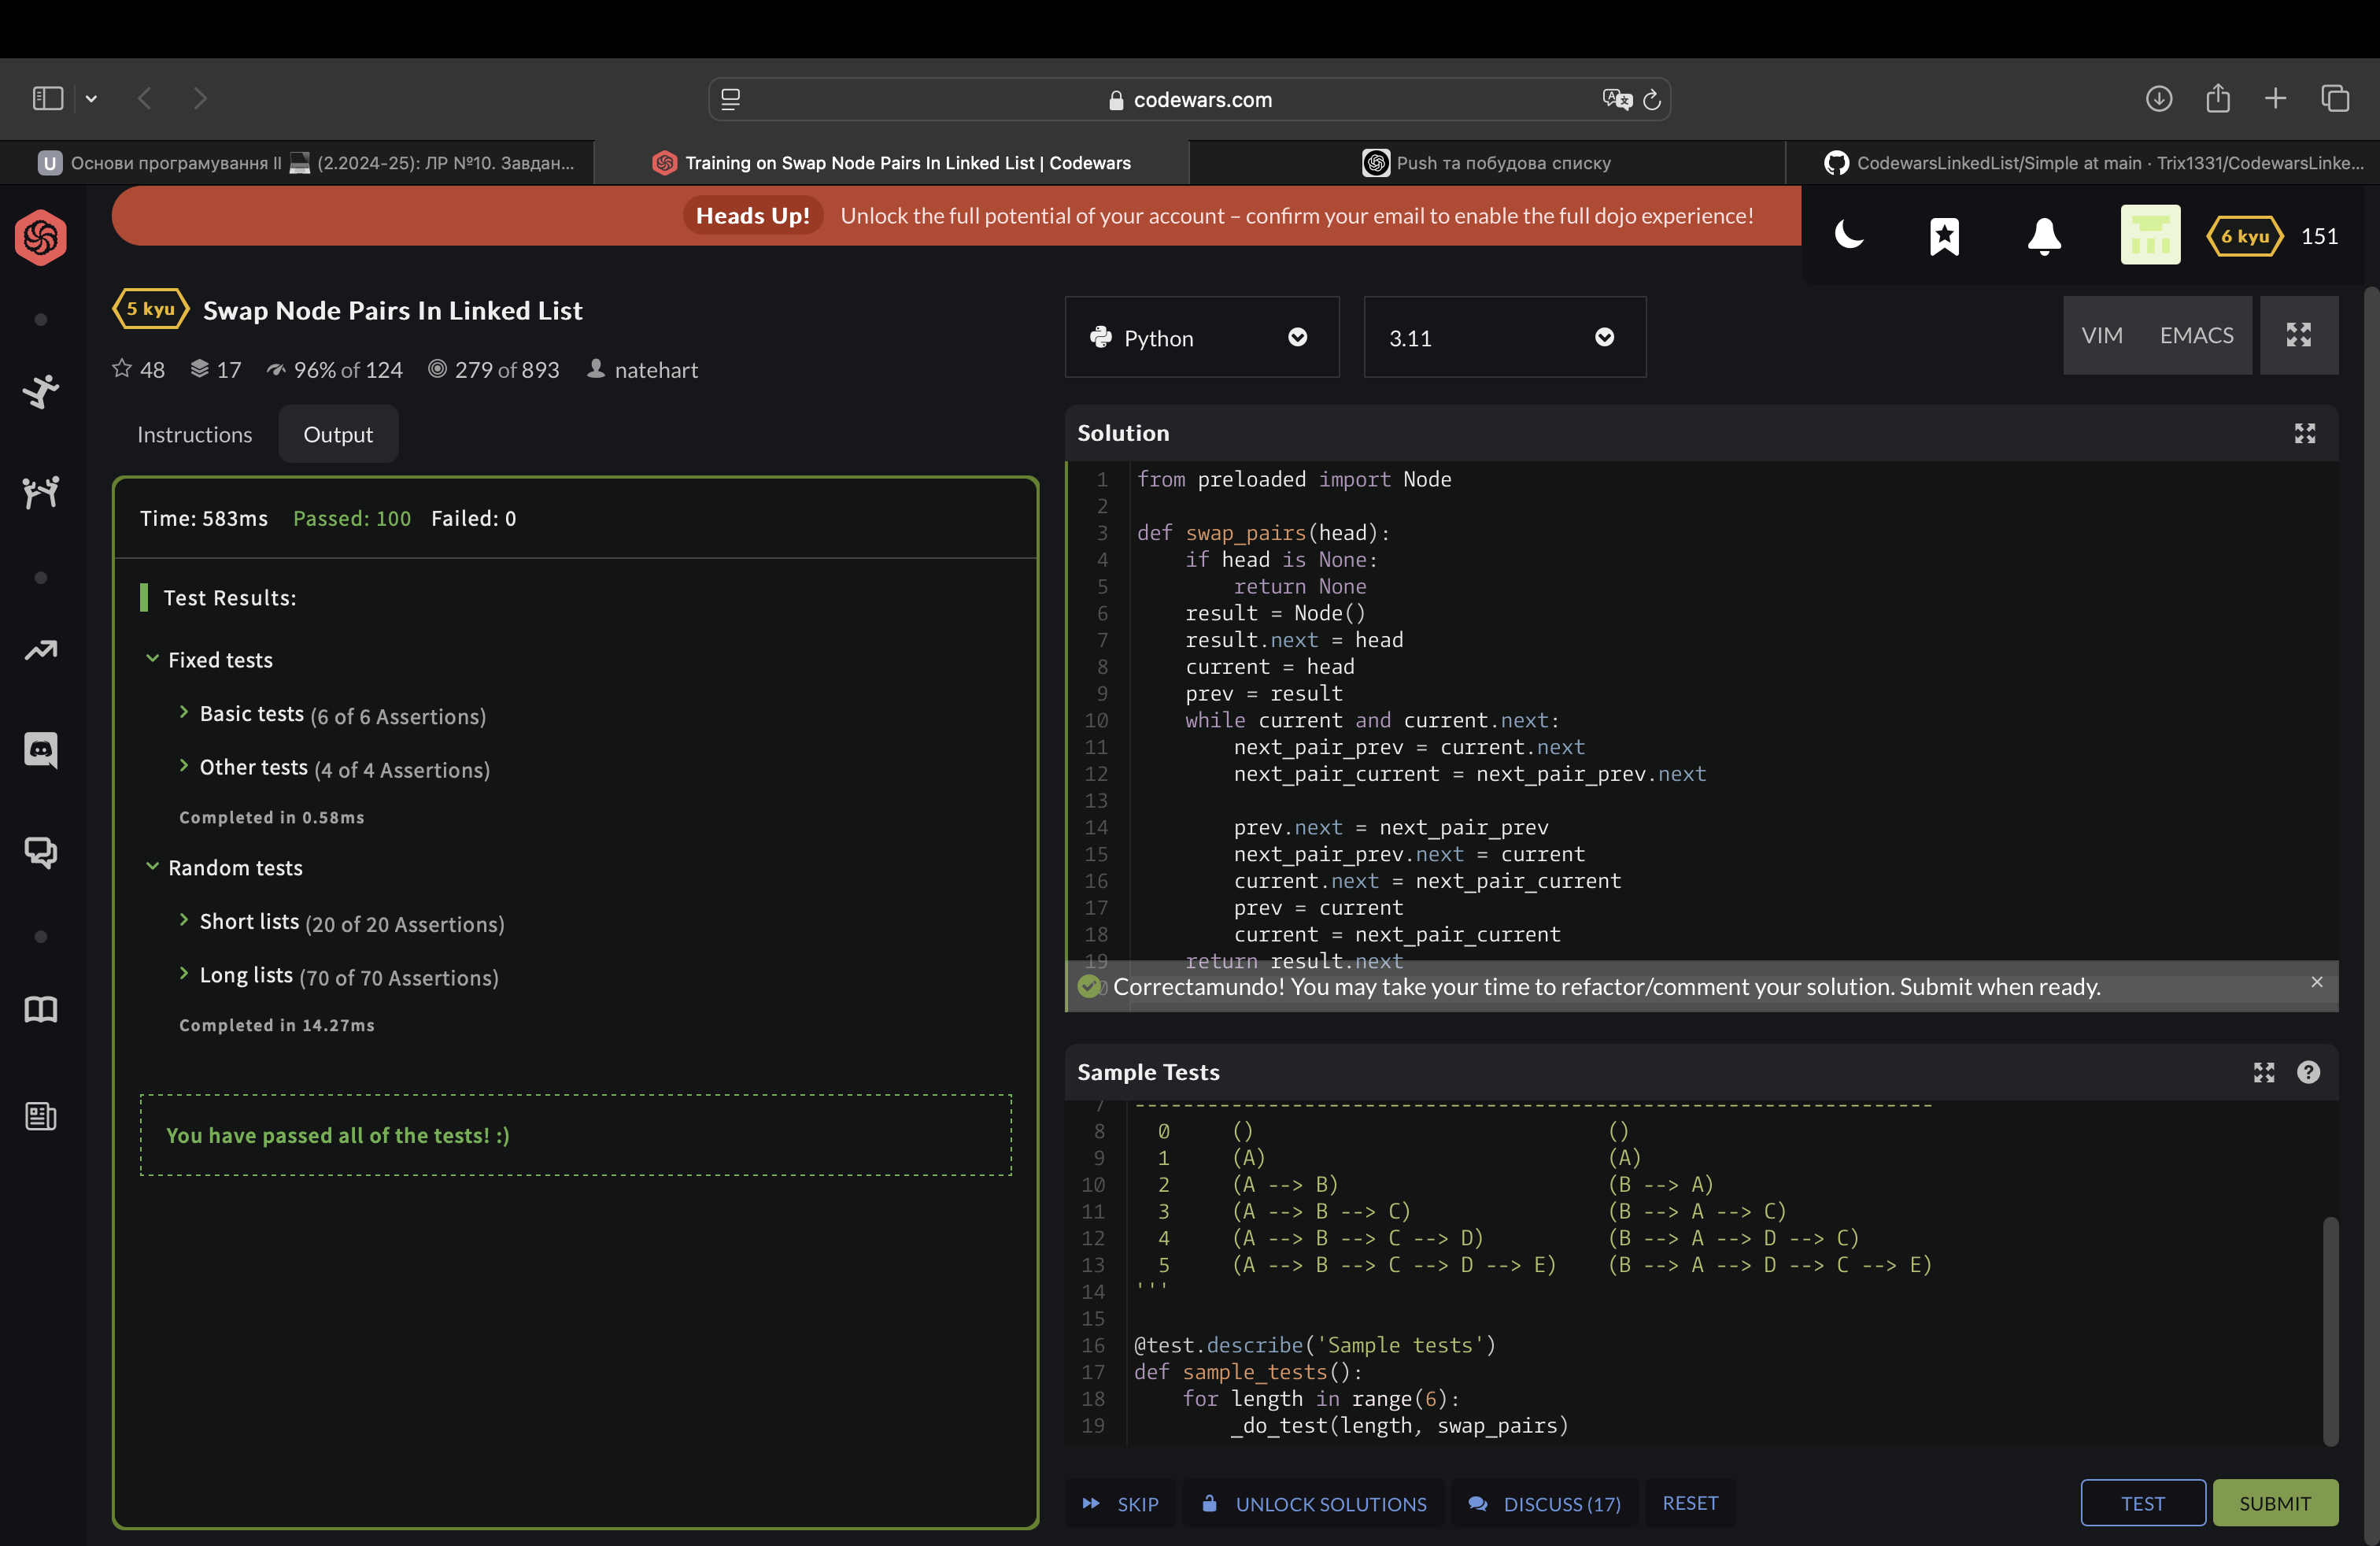 codewars.com
U Основи програмування II 💻 (2.2024-25): ЛР №10. Завдан...
Training on Swap Node Pairs In Linked List | Codewars
Push та побудова списку
CodewarsLinkedList/Simple at main · Trix1331/CodewarsLinke...
Heads Up! Unlock the full potential of your account – confirm your email to enable the full dojo experience!
6 kyu 151
5 kyu Swap Node Pairs In Linked List
48 17 96% of 124 279 of 893 natehart
Python
3.11
VIM EMACS
Instructions Output
Time: 583ms Passed: 100 Failed: 0
Test Results:
Fixed tests
Basic tests (6 of 6 Assertions)
Other tests (4 of 4 Assertions)
Completed in 0.58ms
Random tests
Short lists (20 of 20 Assertions)
Long lists (70 of 70 Assertions)
Completed in 14.27ms
You have passed all of the tests! :)
Solution
1 from preloaded import Node
2
3 def swap_pairs(head):
4     if head is None:
5         return None
6     result = Node()
7     result.next = head
8     current = head
9     prev = result
10     while current and current.next:
11         next_pair_prev = current.next
12         next_pair_current = next_pair_prev.next
13
14         prev.next = next_pair_prev
15         next_pair_prev.next = current
16         current.next = next_pair_current
17         prev = current
18         current = next_pair_current
19     return result.next
Correctamundo! You may take your time to refactor/comment your solution. Submit when ready. ×
Sample Tests
7 ------------------------------------------------------------------
8   0     ()                             ()
9   1     (A)                            (A)
10   2     (A --> B)                      (B --> A)
11   3     (A --> B --> C)                (B --> A --> C)
12   4     (A --> B --> C --> D)          (B --> A --> D --> C)
13   5     (A --> B --> C --> D --> E)    (B --> A --> D --> C --> E)
14 '''
15
16 @test.describe('Sample tests')
17 def sample_tests():
18     for length in range(6):
19         _do_test(length, swap_pairs)
SKIP UNLOCK SOLUTIONS DISCUSS (17) RESET TEST SUBMIT